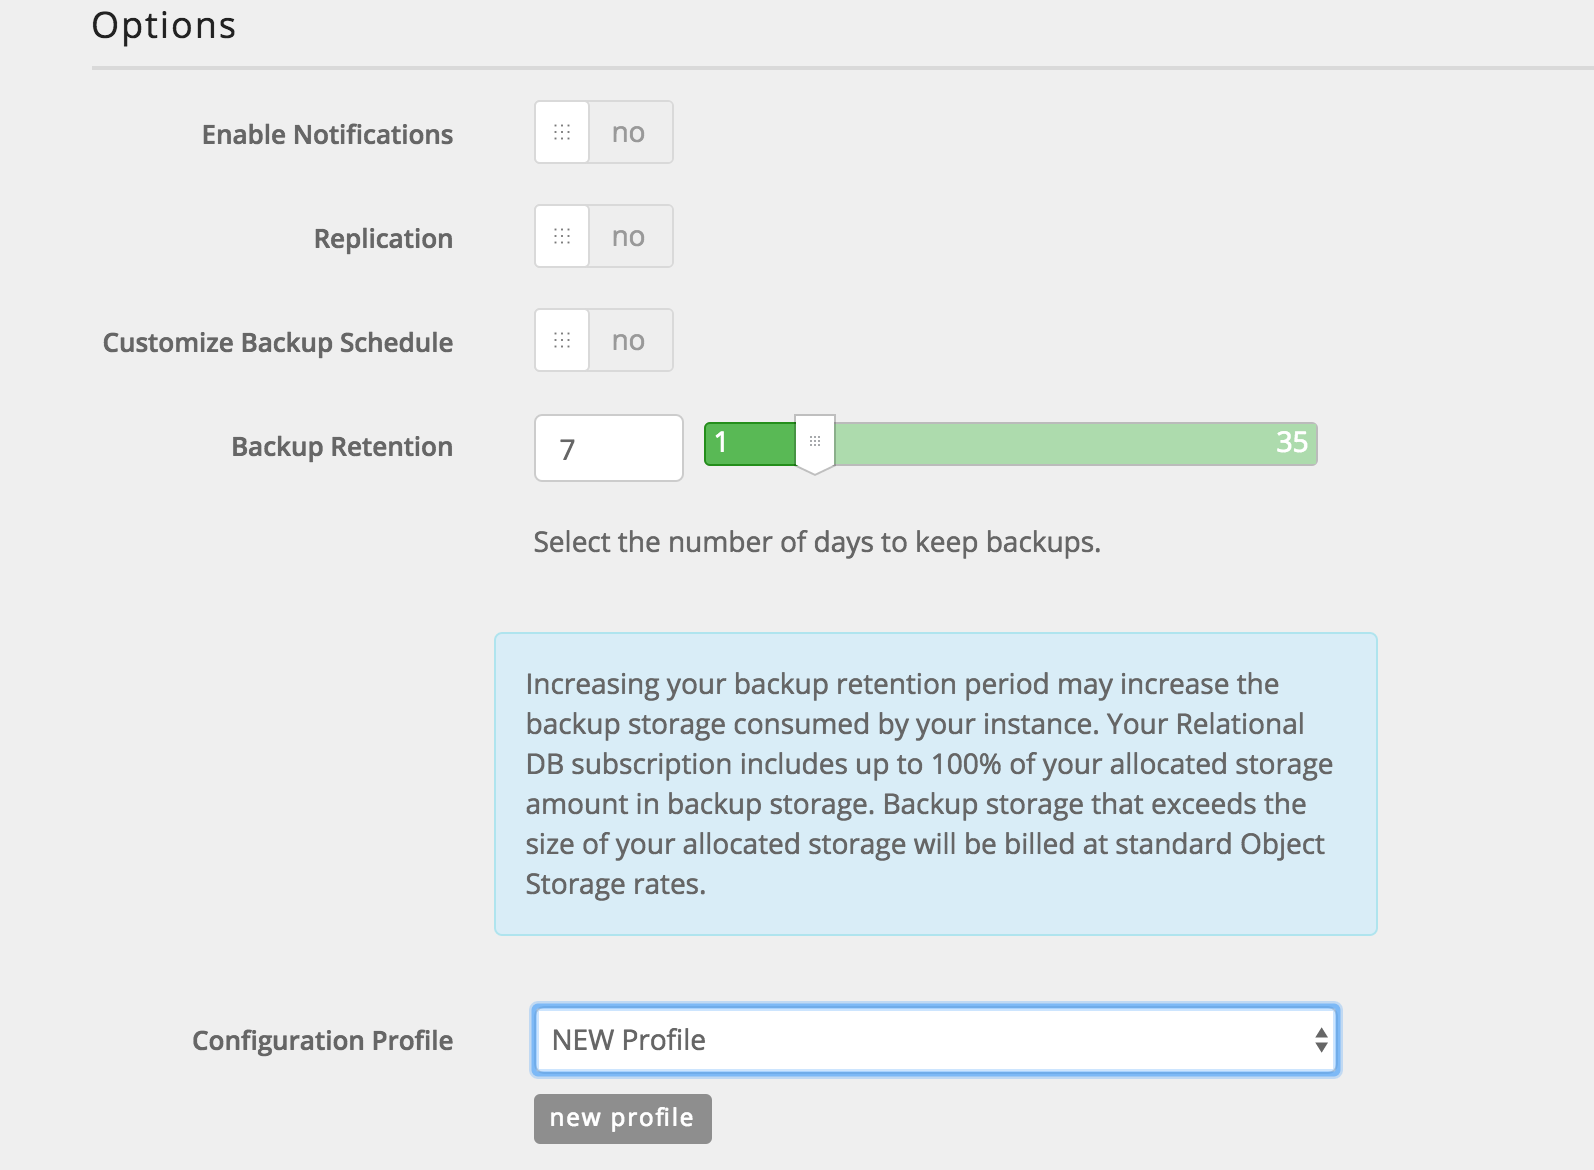 Options
Enable Notifications no
Replication no
Customize Backup Schedule no
Backup Retention 7 1 35
Select the number of days to keep backups.
Increasing your backup retention period may increase the
backup storage consumed by your instance. Your Relational
DB subscription includes up to 100% of your allocated storage
amount in backup storage. Backup storage that exceeds the
size of your allocated storage will be billed at standard Object
Storage rates.
Configuration Profile NEW Profile
new profile